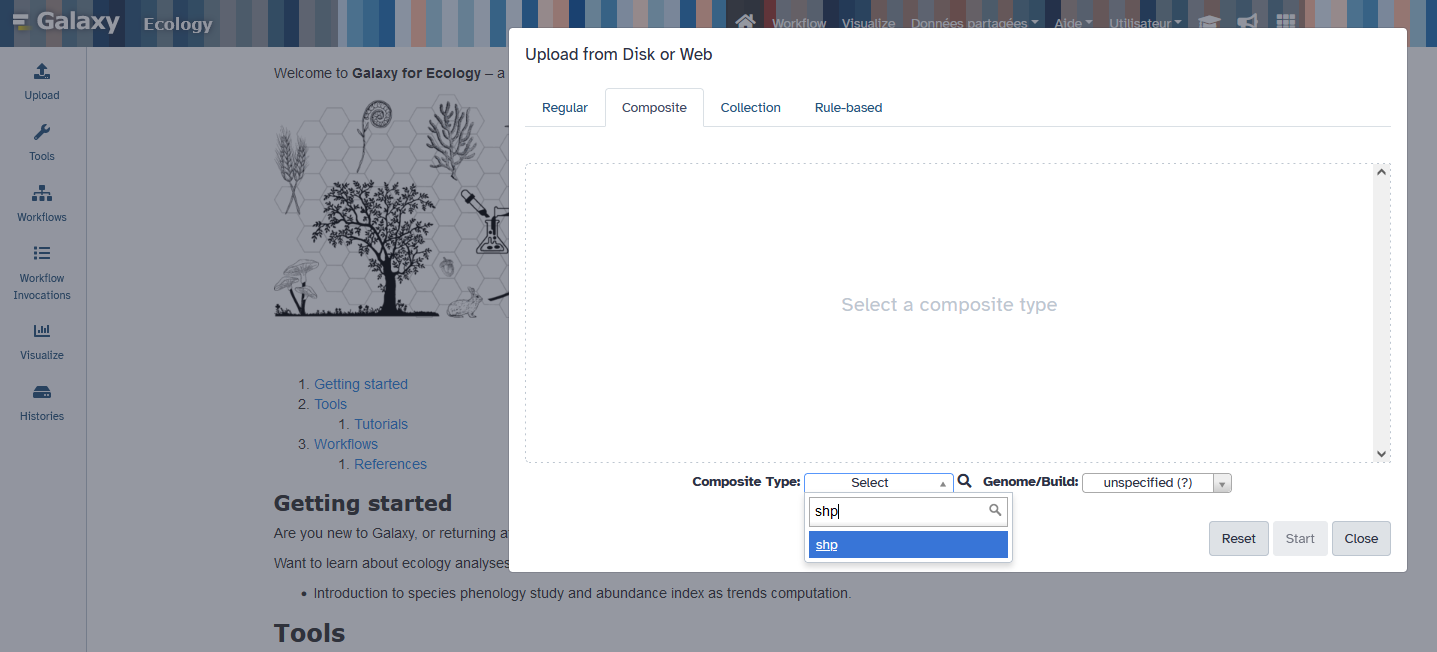 Galaxy Ecology
Workflow Visualize Données partagées Aide Utilisateur
Upload
Tools
Workflows
Workflow
Invocations
Visualize
Histories
Welcome to Galaxy for Ecology – a
1. Getting started
2. Tools
1. Tutorials
3. Workflows
1. References
Getting started
Are you new to Galaxy, or returning a
Want to learn about ecology analyses
• Introduction to species phenology study and abundance index as trends computation.
Tools
Upload from Disk or Web
Regular Composite Collection Rule-based
Select a composite type
Composite Type: Select Genome/Build: unspecified (?)
shp
shp
Reset Start Close